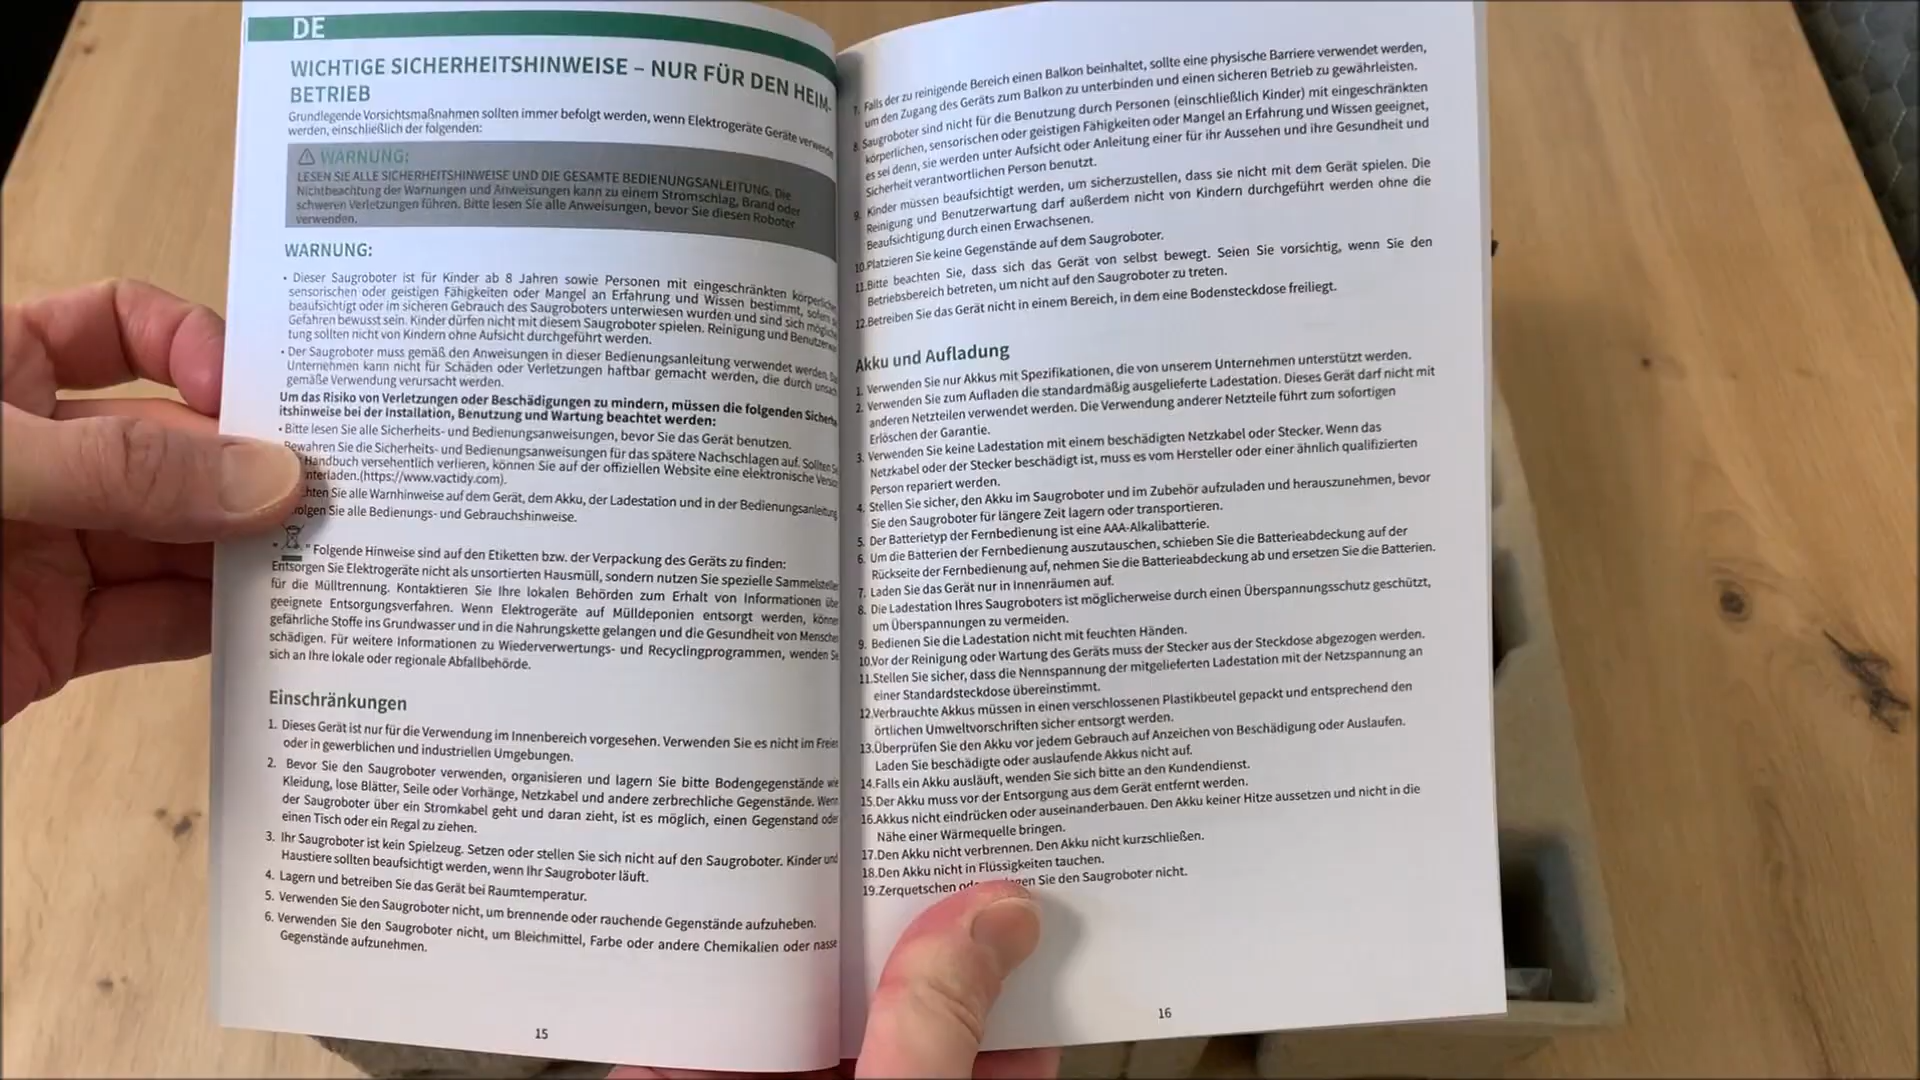 DE
WICHTIGE SICHERHEITSHINWEISE – NUR FÜR DEN HEIM-
BETRIEB
Grundlegende Vorsichtsmaßnahmen sollten immer befolgt werden, wenn Elektrogeräte Geräte verwendet
werden, einschließlich der folgenden:
⚠ WARNUNG:
LESEN SIE ALLE SICHERHEITSHINWEISE UND DIE GESAMTE BEDIENUNGSANLEITUNG. Die
Nichtbeachtung der Warnungen und Anweisungen kann zu einem Stromschlag, Brand oder
schweren Verletzungen führen. Bitte lesen Sie alle Anweisungen, bevor Sie diesen Roboter
verwenden.
WARNUNG:
• Dieser Saugroboter ist für Kinder ab 8 Jahren sowie Personen mit eingeschränkten
sensorischen oder geistigen Fähigkeiten oder Mangel an Erfahrung und Wissen bestimmt,
beaufsichtigt oder im sicheren Gebrauch des Saugroboters unterwiesen wurden und sind sich
Gefahren bewusst sein. Kinder dürfen nicht mit diesem Saugroboter spielen. Reinigung und
tung sollten nicht von Kindern ohne Aufsicht durchgeführt werden.
• Der Saugroboter muss gemäß den Anweisungen in dieser Bedienungsanleitung verwendet werden.
Unternehmen kann nicht für Schäden oder Verletzungen haftbar gemacht werden, die durch
gemäße Verwendung verursacht werden.
Um das Risiko von Verletzungen oder Beschädigungen zu mindern, müssen die folgenden
itshinweise bei der Installation, Benutzung und Wartung beachtet werden:
• Bitte lesen Sie alle Sicherheits- und Bedienungsanweisungen, bevor Sie das Gerät benutzen.
Bewahren Sie die Sicherheits- und Bedienungsanweisungen für das spätere Nachschlagen auf. Sollten
Handbuch versehentlich verlieren, können Sie auf der offiziellen Website eine elektronische
nterladen.(https://www.vactidy.com).
Sie alle Warnhinweise auf dem Gerät, dem Akku, der Ladestation und in der Bedienungsanleitung
Sie alle Bedienungs- und Gebrauchshinweise.
" Folgende Hinweise sind auf den Etiketten bzw. der Verpackung des Geräts zu finden:
Entsorgen Sie Elektrogeräte nicht als unsortierten Hausmüll, sondern nutzen Sie spezielle Sammelstellen
für die Mülltrennung. Kontaktieren Sie Ihre lokalen Behörden zum Erhalt von Informationen über
geeignete Entsorgungsverfahren. Wenn Elektrogeräte auf Mülldeponien entsorgt werden, können
gefährliche Stoffe ins Grundwasser und in die Nahrungskette gelangen und die Gesundheit von Menschen
schädigen. Für weitere Informationen zu Wiederverwertungs- und Recyclingprogrammen, wenden Sie
sich an Ihre lokale oder regionale Abfallbehörde.
Einschränkungen
1. Dieses Gerät ist nur für die Verwendung im Innenbereich vorgesehen. Verwenden Sie es nicht im Freien
oder in gewerblichen und industriellen Umgebungen.
2. Bevor Sie den Saugroboter verwenden, organisieren und lagern Sie bitte Bodengegenstände wie
Kleidung, lose Blätter, Seile oder Vorhänge, Netzkabel und andere zerbrechliche Gegenstände. Wenn
der Saugroboter über ein Stromkabel geht und daran zieht, ist es möglich, einen Gegenstand oder
einen Tisch oder ein Regal zu ziehen.
3. Ihr Saugroboter ist kein Spielzeug. Setzen oder stellen Sie sich nicht auf den Saugroboter. Kinder und
Haustiere sollten beaufsichtigt werden, wenn Ihr Saugroboter läuft.
4. Lagern und betreiben Sie das Gerät bei Raumtemperatur.
5. Verwenden Sie den Saugroboter nicht, um brennende oder rauchende Gegenstände aufzuheben.
6. Verwenden Sie den Saugroboter nicht, um Bleichmittel, Farbe oder andere Chemikalien oder nasse
Gegenstände aufzunehmen.
15
7. Falls der zu reinigende Bereich einen Balkon beinhaltet, sollte eine physische Barriere verwendet werden,
um den Zugang des Geräts zum Balkon zu unterbinden und einen sicheren Betrieb zu gewährleisten.
8. Saugroboter sind nicht für die Benutzung durch Personen (einschließlich Kinder) mit eingeschränkten
körperlichen, sensorischen oder geistigen Fähigkeiten oder Mangel an Erfahrung und Wissen geeignet,
es sei denn, sie werden unter Aufsicht oder Anleitung einer für ihr Aussehen und ihre Gesundheit und
Sicherheit verantwortlichen Person benutzt.
9. Kinder müssen beaufsichtigt werden, um sicherzustellen, dass sie nicht mit dem Gerät spielen. Die
Reinigung und Benutzerwartung darf außerdem nicht von Kindern durchgeführt werden ohne die
Beaufsichtigung durch einen Erwachsenen.
10.Platzieren Sie keine Gegenstände auf dem Saugroboter.
11.Bitte beachten Sie, dass sich das Gerät von selbst bewegt. Seien Sie vorsichtig, wenn Sie den
Betriebsbereich betreten, um nicht auf den Saugroboter zu treten.
12.Betreiben Sie das Gerät nicht in einem Bereich, in dem eine Bodensteckdose freiliegt.
Akku und Aufladung
1. Verwenden Sie nur Akkus mit Spezifikationen, die von unserem Unternehmen unterstützt werden.
2. Verwenden Sie zum Aufladen die standardmäßig ausgelieferte Ladestation. Dieses Gerät darf nicht mit
anderen Netzteilen verwendet werden. Die Verwendung anderer Netzteile führt zum sofortigen
Erlöschen der Garantie.
3. Verwenden Sie keine Ladestation mit einem beschädigten Netzkabel oder Stecker. Wenn das
Netzkabel oder der Stecker beschädigt ist, muss es vom Hersteller oder einer ähnlich qualifizierten
Person repariert werden.
4. Stellen Sie sicher, den Akku im Saugroboter und im Zubehör aufzuladen und herauszunehmen, bevor
Sie den Saugroboter für längere Zeit lagern oder transportieren.
5. Der Batterietyp der Fernbedienung ist eine AAA-Alkalibatterie.
6. Um die Batterien der Fernbedienung auszutauschen, schieben Sie die Batterieabdeckung auf der
Rückseite der Fernbedienung auf, nehmen Sie die Batterieabdeckung ab und ersetzen Sie die Batterien.
7. Laden Sie das Gerät nur in Innenräumen auf.
8. Die Ladestation Ihres Saugroboters ist möglicherweise durch einen Überspannungsschutz geschützt,
um Überspannungen zu vermeiden.
9. Bedienen Sie die Ladestation nicht mit feuchten Händen.
10.Vor der Reinigung oder Wartung des Geräts muss der Stecker aus der Steckdose abgezogen werden.
11.Stellen Sie sicher, dass die Nennspannung der mitgelieferten Ladestation mit der Netzspannung an
einer Standardsteckdose übereinstimmt.
12.Verbrauchte Akkus müssen in einen verschlossenen Plastikbeutel gepackt und entsprechend den
örtlichen Umweltvorschriften sicher entsorgt werden.
13.Überprüfen Sie den Akku vor jedem Gebrauch auf Anzeichen von Beschädigung oder Auslaufen.
Laden Sie beschädigte oder auslaufende Akkus nicht auf.
14.Falls ein Akku ausläuft, wenden Sie sich bitte an den Kundendienst.
15.Der Akku muss vor der Entsorgung aus dem Gerät entfernt werden.
16.Akkus nicht eindrücken oder auseinanderbauen. Den Akku keiner Hitze aussetzen und nicht in die
Nähe einer Wärmequelle bringen.
17.Den Akku nicht verbrennen. Den Akku nicht kurzschließen.
18.Den Akku nicht in Flüssigkeiten tauchen.
19.Zerquetschen Sie den Saugroboter nicht.
16